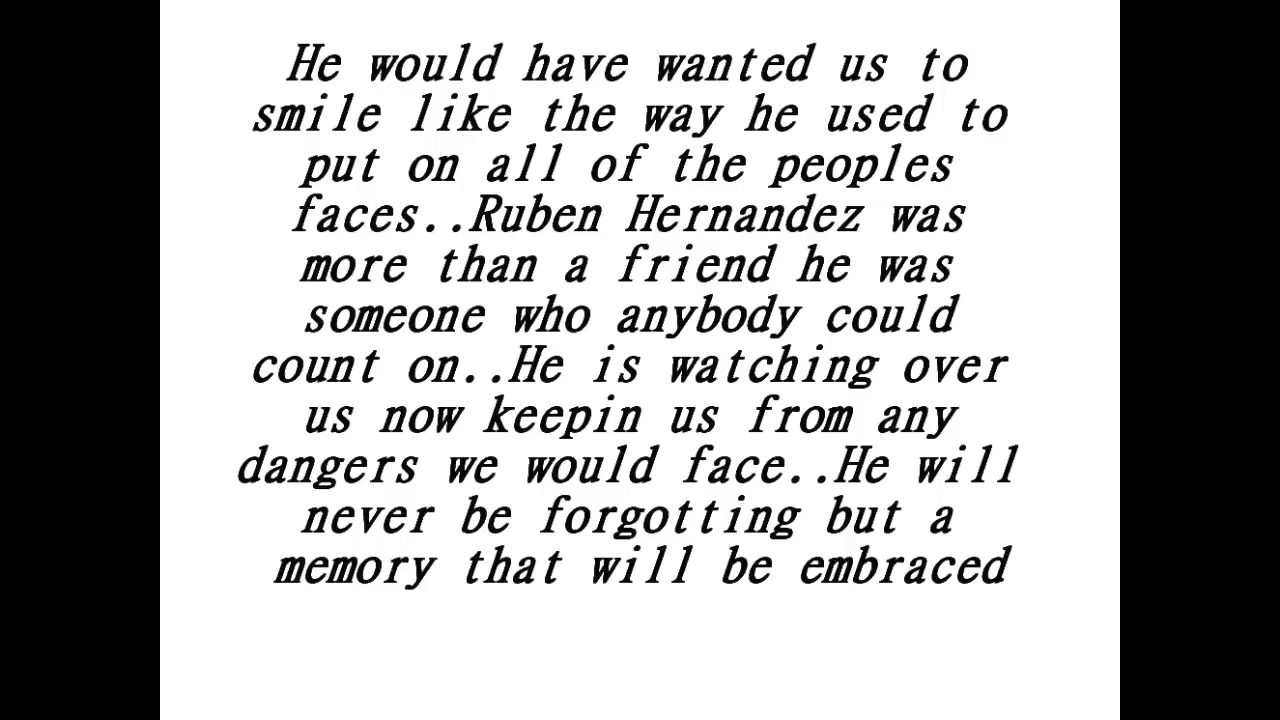 He would have wanted us to
smile like the way he used to
put on all of the peoples
faces..Ruben Hernandez was
more than a friend he was
someone who anybody could
count on..He is watching over
us now keepin us from any
dangers we would face..He will
never be forgotting but a
memory that will be embraced